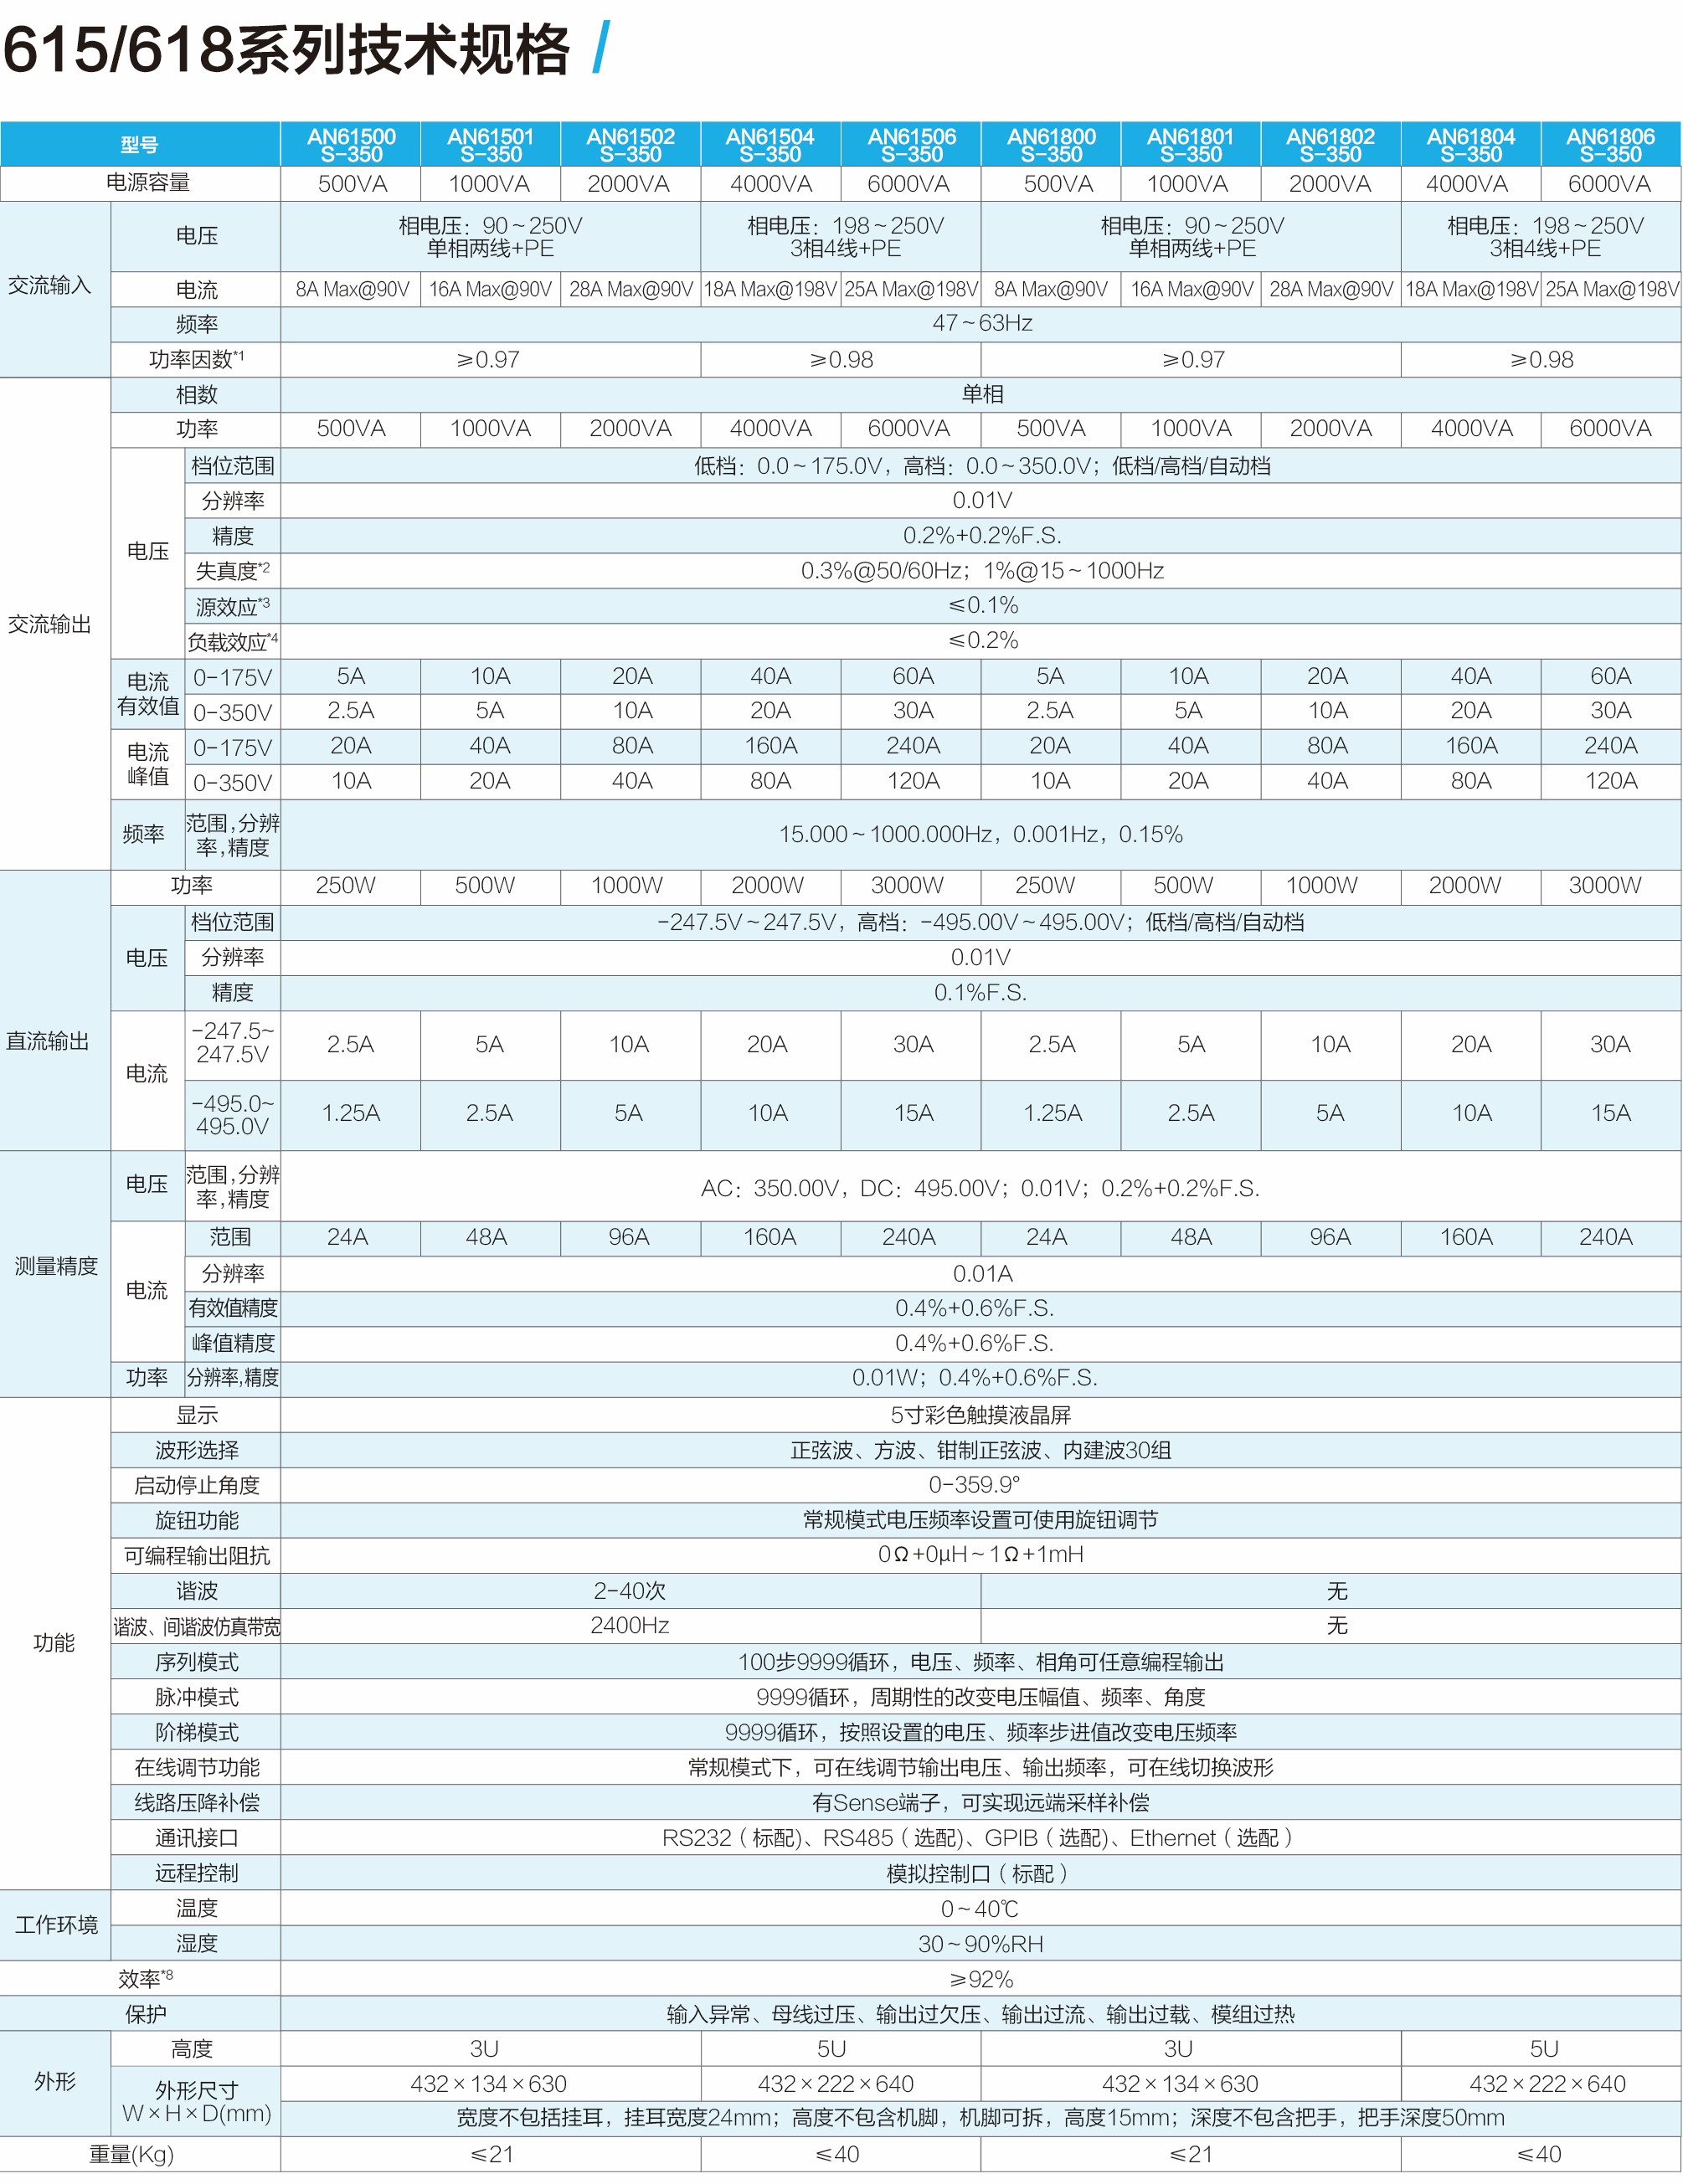 615/618系列技术规格 /
型号 AN61500 S-350 AN61501 S-350 AN61502 S-350 AN61504 S-350 AN61506 S-350 AN61800 S-350 AN61801 S-350 AN61802 S-350 AN61804 S-350 AN61806 S-350
电源容量 500VA 1000VA 2000VA 4000VA 6000VA 500VA 1000VA 2000VA 4000VA 6000VA
交流输入
电压 相电压：90～250V 单相两线+PE 相电压：198～250V 3相4线+PE 相电压：90～250V 单相两线+PE 相电压：198～250V 3相4线+PE
电流 8A Max@90V 16A Max@90V 28A Max@90V 18A Max@198V 25A Max@198V 8A Max@90V 16A Max@90V 28A Max@90V 18A Max@198V 25A Max@198V
频率 47～63Hz
功率因数*1 ≥0.97 ≥0.98 ≥0.97 ≥0.98
交流输出
相数 单相
功率 500VA 1000VA 2000VA 4000VA 6000VA 500VA 1000VA 2000VA 4000VA 6000VA
电压
档位范围 低档：0.0～175.0V，高档：0.0～350.0V；低档/高档/自动档
分辨率 0.01V
精度 0.2%+0.2%F.S.
失真度*2 0.3%@50/60Hz；1%@15～1000Hz
源效应*3 ≤0.1%
负载效应*4 ≤0.2%
电流有效值
0-175V 5A 10A 20A 40A 60A 5A 10A 20A 40A 60A
0-350V 2.5A 5A 10A 20A 30A 2.5A 5A 10A 20A 30A
电流峰值
0-175V 20A 40A 80A 160A 240A 20A 40A 80A 160A 240A
0-350V 10A 20A 40A 80A 120A 10A 20A 40A 80A 120A
频率 范围,分辨率,精度 15.000～1000.000Hz，0.001Hz，0.15%
直流输出
功率 250W 500W 1000W 2000W 3000W 250W 500W 1000W 2000W 3000W
电压
档位范围 -247.5V～247.5V，高档：-495.00V～495.00V；低档/高档/自动档
分辨率 0.01V
精度 0.1%F.S.
电流
-247.5~247.5V 2.5A 5A 10A 20A 30A 2.5A 5A 10A 20A 30A
-495.0~495.0V 1.25A 2.5A 5A 10A 15A 1.25A 2.5A 5A 10A 15A
测量精度
电压 范围,分辨率,精度 AC：350.00V，DC：495.00V；0.01V；0.2%+0.2%F.S.
电流
范围 24A 48A 96A 160A 240A 24A 48A 96A 160A 240A
分辨率 0.01A
有效值精度 0.4%+0.6%F.S.
峰值精度 0.4%+0.6%F.S.
功率 分辨率,精度 0.01W；0.4%+0.6%F.S.
功能
显示 5寸彩色触摸液晶屏
波形选择 正弦波、方波、钳制正弦波、内建波30组
启动停止角度 0-359.9°
旋钮功能 常规模式电压频率设置可使用旋钮调节
可编程输出阻抗 0Ω+0μH～1Ω+1mH
谐波 2-40次 无
谐波、间谐波仿真带宽 2400Hz 无
序列模式 100步9999循环，电压、频率、相角可任意编程输出
脉冲模式 9999循环，周期性的改变电压幅值、频率、角度
阶梯模式 9999循环，按照设置的电压、频率步进值改变电压频率
在线调节功能 常规模式下，可在线调节输出电压、输出频率，可在线切换波形
线路压降补偿 有Sense端子，可实现远端采样补偿
通讯接口 RS232（标配）、RS485（选配）、GPIB（选配）、Ethernet（选配）
远程控制 模拟控制口（标配）
工作环境
温度 0～40℃
湿度 30～90%RH
效率*8 ≥92%
保护 输入异常、母线过压、输出过欠压、输出过流、输出过载、模组过热
外形
高度 3U 5U 3U 5U
外形尺寸 W×H×D(mm) 432×134×630 432×222×640 432×134×630 432×222×640
宽度不包括挂耳，挂耳宽度24mm；高度不包含机脚，机脚可拆，高度15mm；深度不包含把手，把手深度50mm
重量(Kg) ≤21 ≤40 ≤21 ≤40